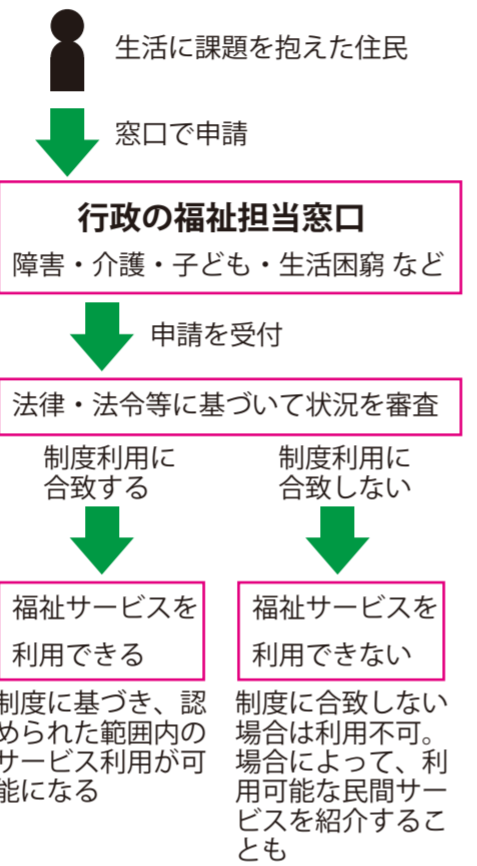 生活に課題を抱えた住民
窓口で申請
行政の福祉担当窓口
障害・介護・子ども・生活困窮 など
申請を受付
法律・法令等に基づいて状況を審査
制度利用に
合致する
制度利用に
合致しない
福祉サービスを
利用できる
福祉サービスを
利用できない
制度に基づき、認
められた範囲内の
サービス利用が可
能になる
制度に合致しない
場合は利用不可。
場合によって、利
用可能な民間サー
ビスを紹介するこ
とも